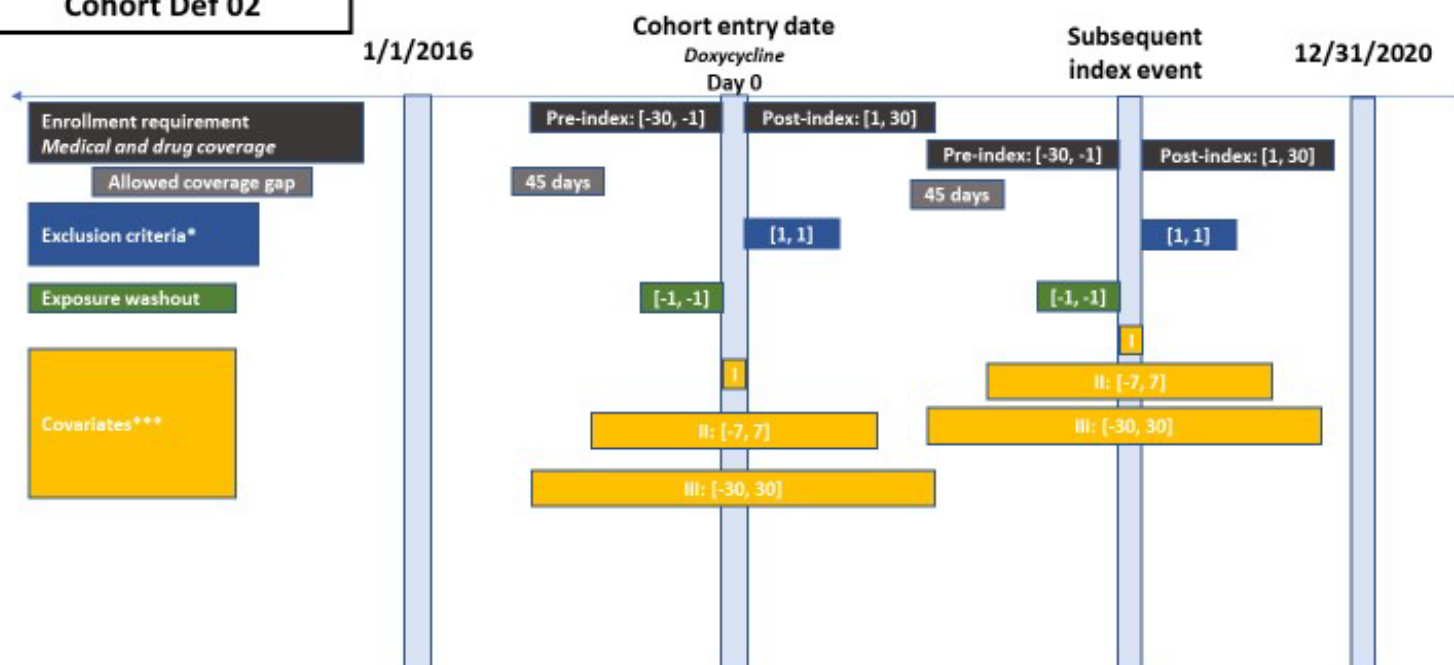 Cohort Def 02
1/1/2016
Cohort entry date
Doxycycline
Day 0
Subsequent
index event
12/31/2020
Enrollment requirement
Medical and drug coverage
Pre-index: [-30, -1]
Post-index: [1, 30]
Pre-index: [-30, -1]
Post-index: [1, 30]
Allowed coverage gap
45 days
45 days
Exclusion criteria*
[1, 1]
[1, 1]
Exposure washout
[-1, -1]
[-1, -1]
Covariates***
I
I
II: [-7, 7]
II: [-7, 7]
III: [-30, 30]
III: [-30, 30]